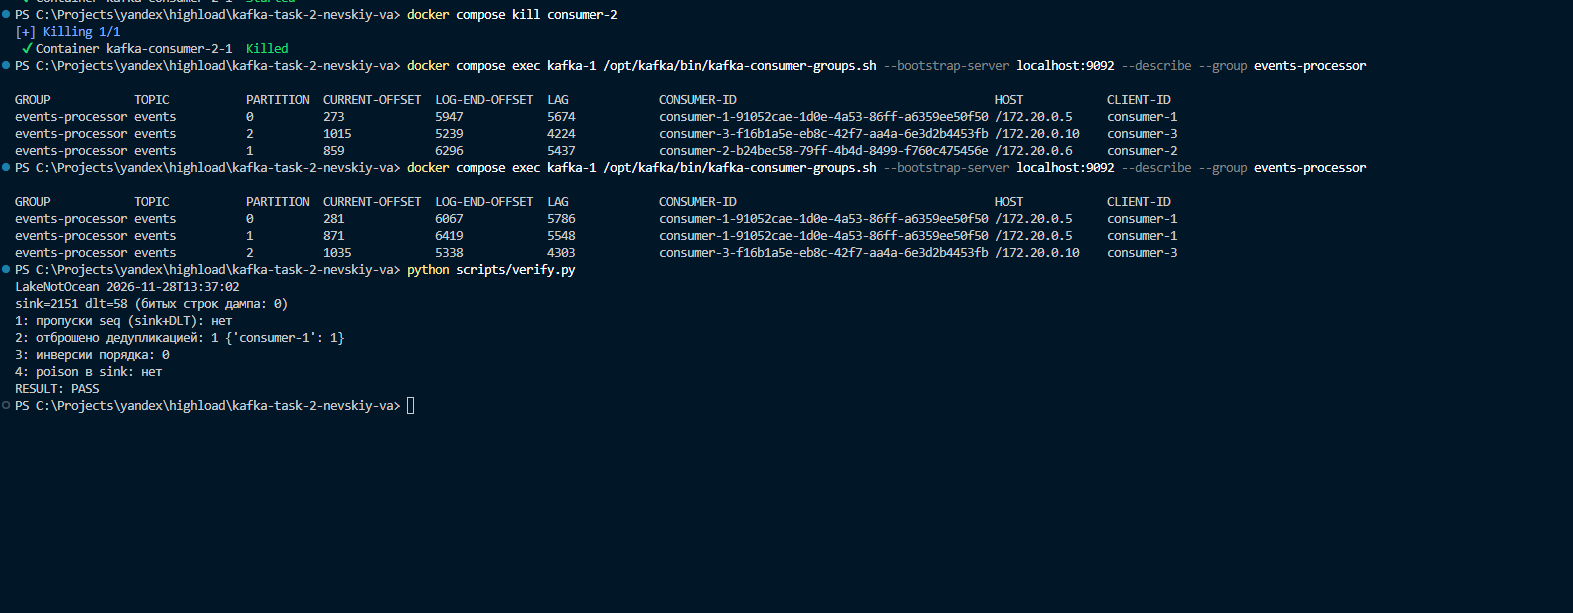 ✓ Container kafka-consumer-2-1 Started
PS C:\Projects\yandex\highload\kafka-task-2-nevskiy-va> docker compose kill consumer-2
[+] Killing 1/1
✓ Container kafka-consumer-2-1  Killed
PS C:\Projects\yandex\highload\kafka-task-2-nevskiy-va> docker compose exec kafka-1 /opt/kafka/bin/kafka-consumer-groups.sh --bootstrap-server localhost:9092 --describe --group events-processor
GROUP TOPIC PARTITION CURRENT-OFFSET LOG-END-OFFSET LAG CONSUMER-ID HOST CLIENT-ID
events-processor events 0 273 5947 5674 consumer-1-91052cae-1d0e-4a53-86ff-a6359ee50f50 /172.20.0.5 consumer-1
events-processor events 2 1015 5239 4224 consumer-3-f16b1a5e-eb8c-42f7-aa4a-6e3d2b4453fb /172.20.0.10 consumer-3
events-processor events 1 859 6296 5437 consumer-2-b24bec58-79ff-4b4d-8499-f760c475456e /172.20.0.6 consumer-2
PS C:\Projects\yandex\highload\kafka-task-2-nevskiy-va> docker compose exec kafka-1 /opt/kafka/bin/kafka-consumer-groups.sh --bootstrap-server localhost:9092 --describe --group events-processor
GROUP TOPIC PARTITION CURRENT-OFFSET LOG-END-OFFSET LAG CONSUMER-ID HOST CLIENT-ID
events-processor events 0 281 6067 5786 consumer-1-91052cae-1d0e-4a53-86ff-a6359ee50f50 /172.20.0.5 consumer-1
events-processor events 1 871 6419 5548 consumer-1-91052cae-1d0e-4a53-86ff-a6359ee50f50 /172.20.0.5 consumer-1
events-processor events 2 1035 5338 4303 consumer-3-f16b1a5e-eb8c-42f7-aa4a-6e3d2b4453fb /172.20.0.10 consumer-3
PS C:\Projects\yandex\highload\kafka-task-2-nevskiy-va> python scripts/verify.py
LakeNotOcean 2026-11-28T13:37:02
sink=2151 dlt=58 (битых строк дампа: 0)
1: пропуски seq (sink+DLT): нет
2: отброшено дедупликацией: 1 {'consumer-1': 1}
3: инверсии порядка: 0
4: poison в sink: нет
RESULT: PASS
PS C:\Projects\yandex\highload\kafka-task-2-nevskiy-va>